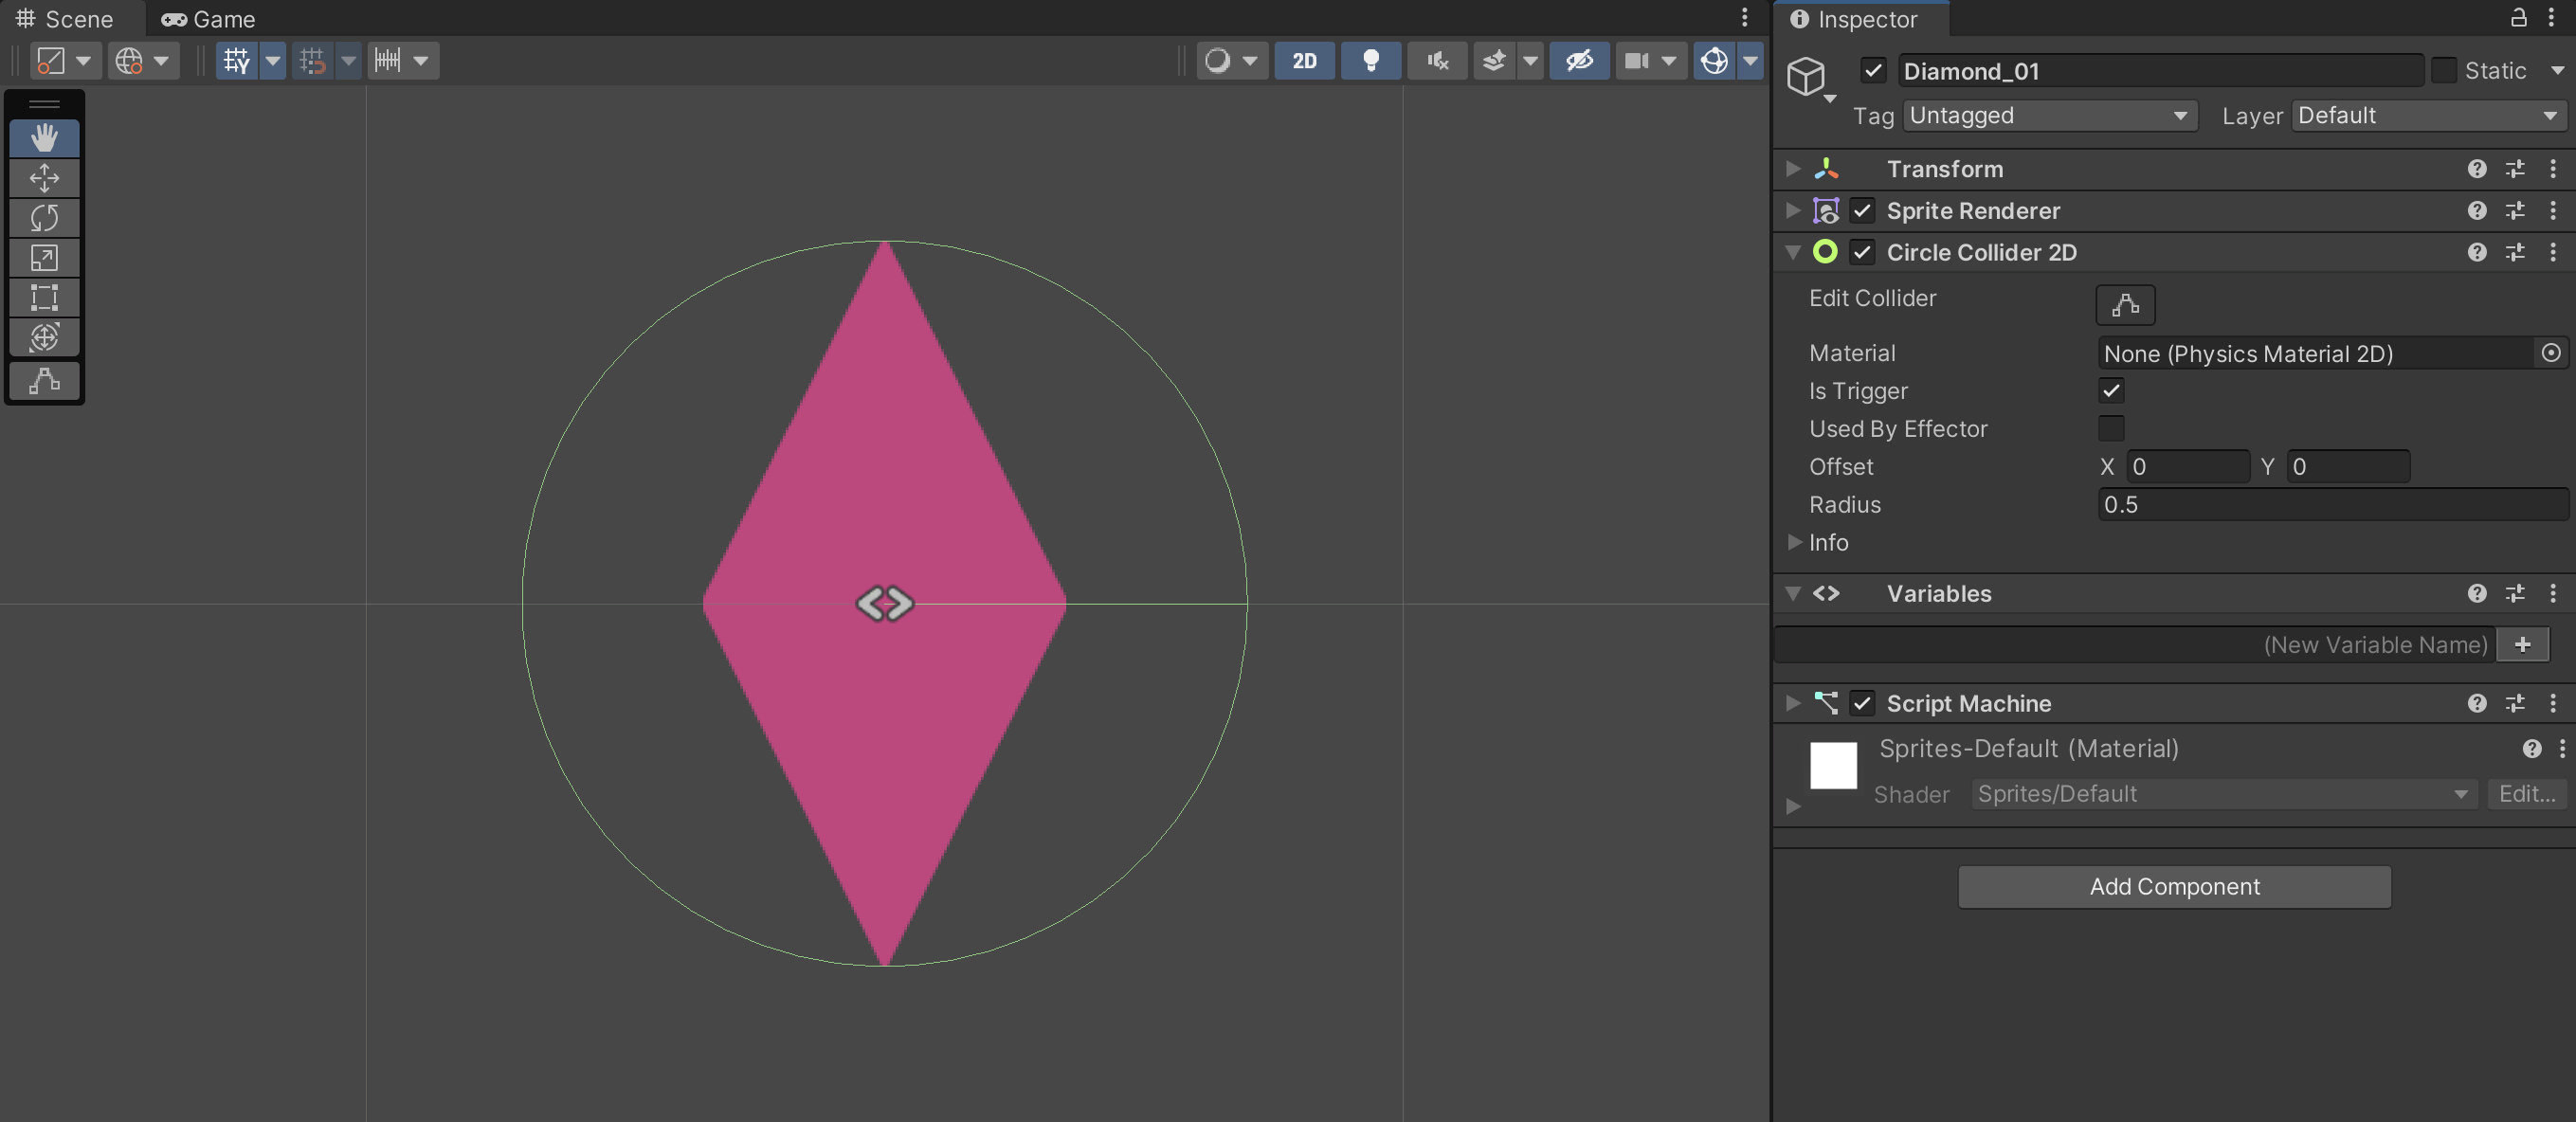 Scene
Game
2D
Inspector
Diamond_01
Static
Tag Untagged
Layer Default
Transform
Sprite Renderer
Circle Collider 2D
Edit Collider
Material None (Physics Material 2D)
Is Trigger
Used By Effector
Offset X 0 Y 0
Radius 0.5
Info
Variables
(New Variable Name)
Script Machine
Sprites-Default (Material)
Shader Sprites/Default Edit...
Add Component